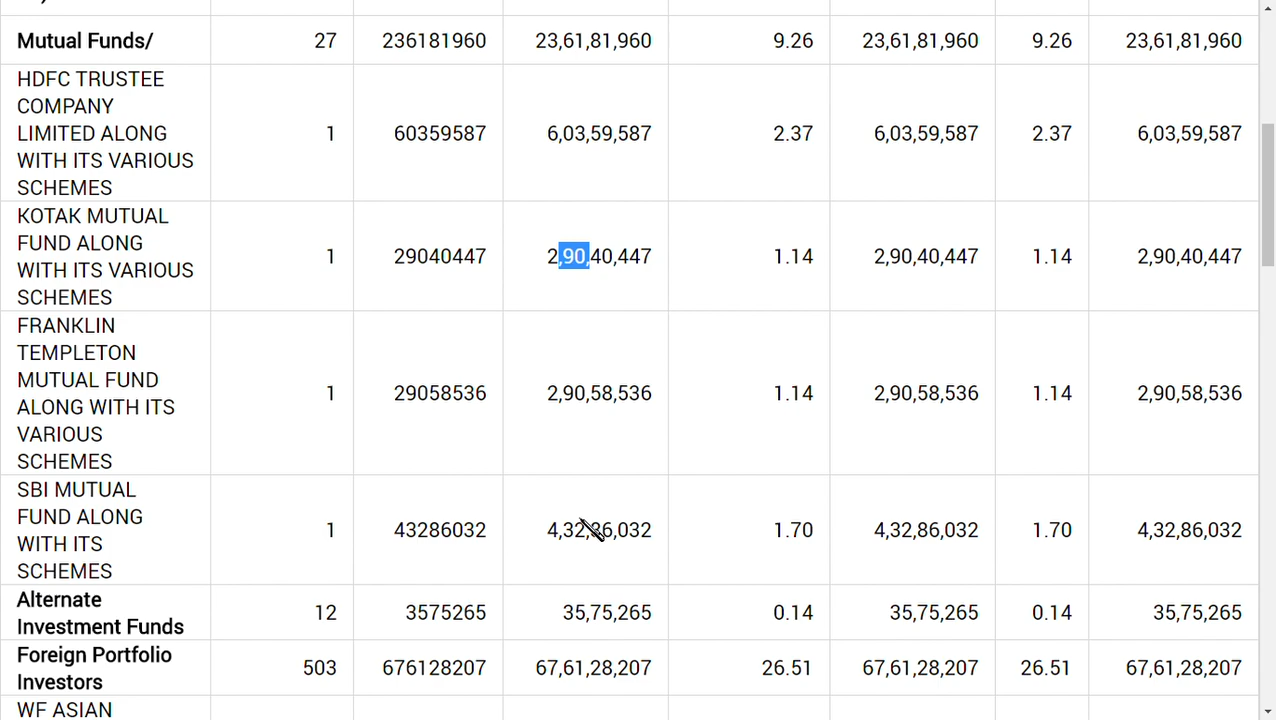 Mutual Funds/ 27 236181960 23,61,81,960 9.26 23,61,81,960 9.26 23,61,81,960
HDFC TRUSTEE
COMPANY
LIMITED ALONG 1 60359587 6,03,59,587 2.37 6,03,59,587 2.37 6,03,59,587
WITH ITS VARIOUS
SCHEMES
KOTAK MUTUAL
FUND ALONG
WITH ITS VARIOUS
SCHEMES
1 29040447 2,90,40,447 1.14 2,90,40,447 1.14 2,90,40,447
FRANKLIN
TEMPLETON
MUTUAL FUND
ALONG WITH ITS
VARIOUS
SCHEMES
1 29058536 2,90,58,536 1.14 2,90,58,536 1.14 2,90,58,536
SBI MUTUAL
FUND ALONG
WITH ITS
SCHEMES
1 43286032 4,32,86,032 1.70 4,32,86,032 1.70 4,32,86,032
Alternate
Investment Funds
12 3575265 35,75,265 0.14 35,75,265 0.14 35,75,265
Foreign Portfolio
Investors
503 676128207 67,61,28,207 26.51 67,61,28,207 26.51 67,61,28,207
WF ASIAN